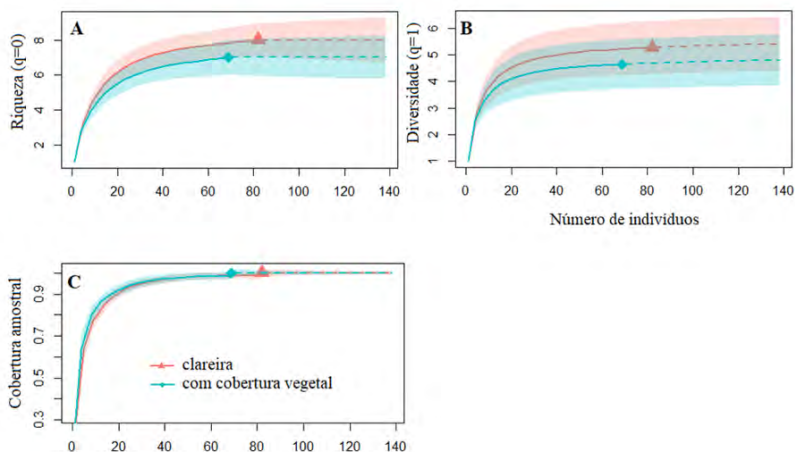 A
Riqueza (q=0)
8
6
4
2
0 20 40 60 80 100 120 140
B
Diversidade (q=1)
6
5
4
3
2
1
0 20 40 60 80 100 120 140
Número de individuos
C
Cobertura amostral
0.9
0.7
0.5
0.3
clareira
com cobertura vegetal
0 20 40 60 80 100 120 140